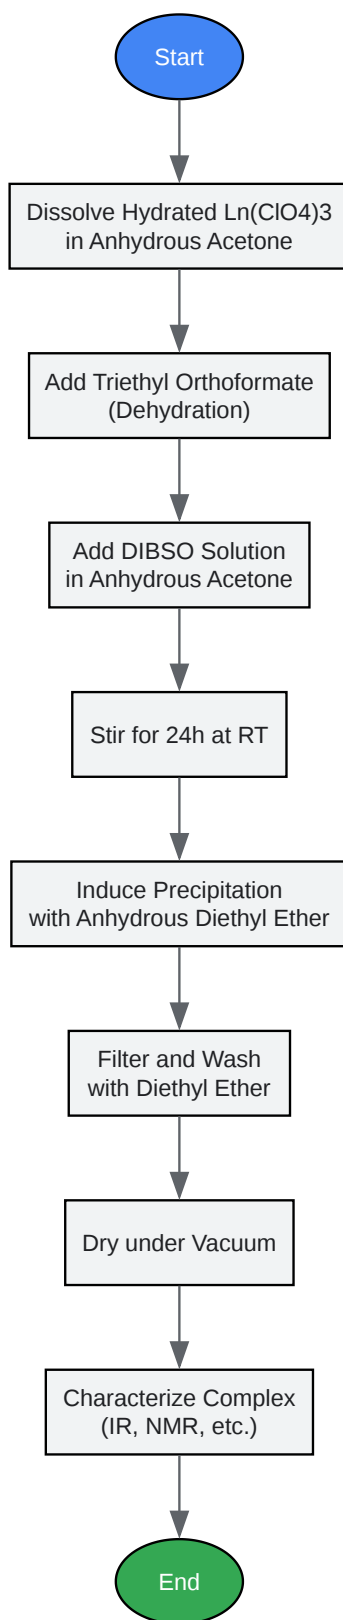 Start
Dissolve Hydrated Ln(ClO4)3
in Anhydrous Acetone
Add Triethyl Orthoformate
(Dehydration)
Add DIBSO Solution
in Anhydrous Acetone
Stir for 24h at RT
Induce Precipitation
with Anhydrous Diethyl Ether
Filter and Wash
with Diethyl Ether
Dry under Vacuum
Characterize Complex
(IR, NMR, etc.)
End